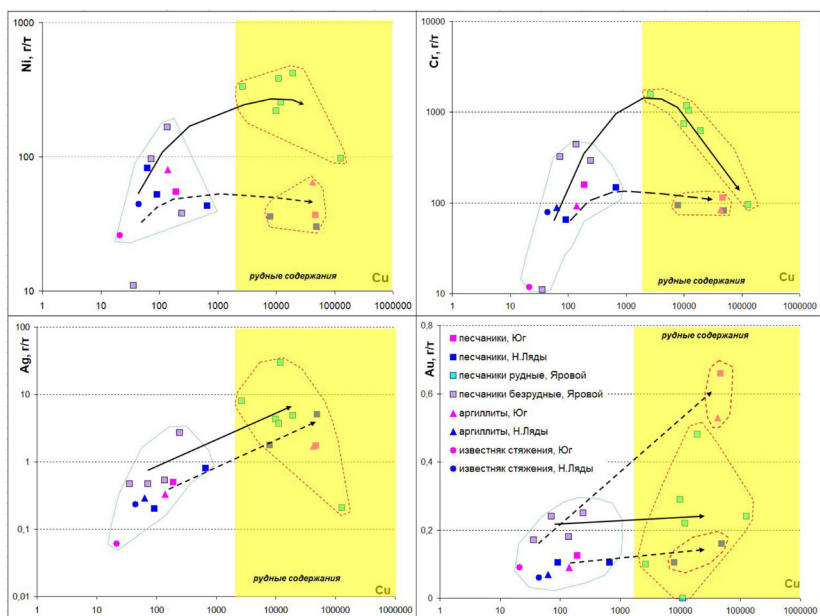 Ni, г/т
1000
100
10
10
100
1000
10000
100000
1000000
рудные содержания
Cu
Cr, г/т
10000
1000
100
10
1
10
100
1000
10000
100000
1000000
рудные содержания
Cu
Ag, г/т
100
10
1
0,1
0,01
1
10
100
1000
10000
100000
1000000
рудные содержания
Cu
Au, г/т
0,8
0,6
0,4
0,2
0
1
10
100
1000
10000
100000
1000000
рудные содержания
песчаники, Юг
песчаники, Н.Ляды
песчаники рудные, Яровой
песчаники безрудные, Яровой
аргиллиты, Юг
аргиллиты, Н.Ляды
известняк стяжения, Юг
известняк стяжения, Н.Ляды
Cu